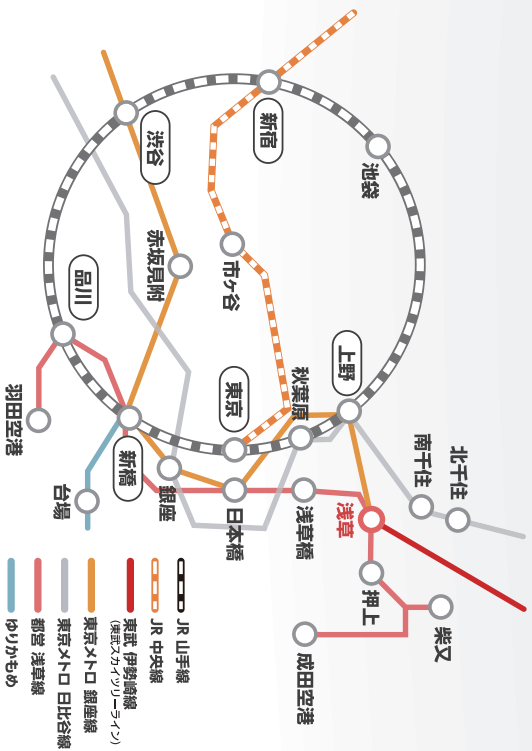 北千住
南千住
上野
池袋
新宿
渋谷
赤坂見附
市ヶ谷
秋葉原
東京
品川
羽田空港
台場
新橋
銀座
日本橋
浅草橋
浅草
押上
柴又
成田空港
JR 山手線
JR 中央線
東武 伊勢崎線
(東武スカイツリーライン)
東京メトロ 銀座線
東京メトロ 日比谷線
都営 浅草線
ゆりかもめ